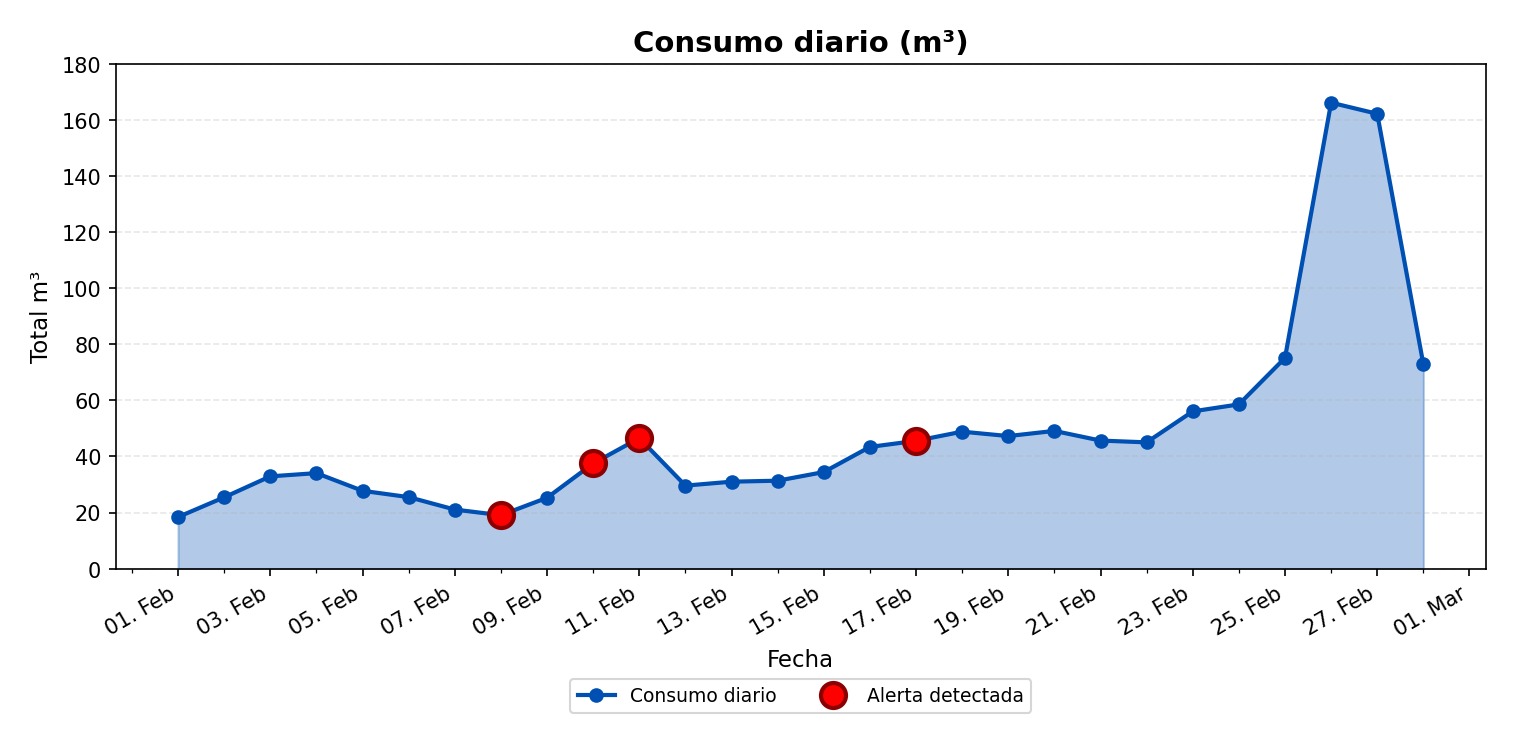 Consumo diario (m³)
180
160
140
120
100
80
60
40
20
0
Total m³
01. Feb
03. Feb
05. Feb
07. Feb
09. Feb
11. Feb
13. Feb
15. Feb
17. Feb
19. Feb
21. Feb
23. Feb
25. Feb
27. Feb
01. Mar
Fecha
Consumo diario
Alerta detectada